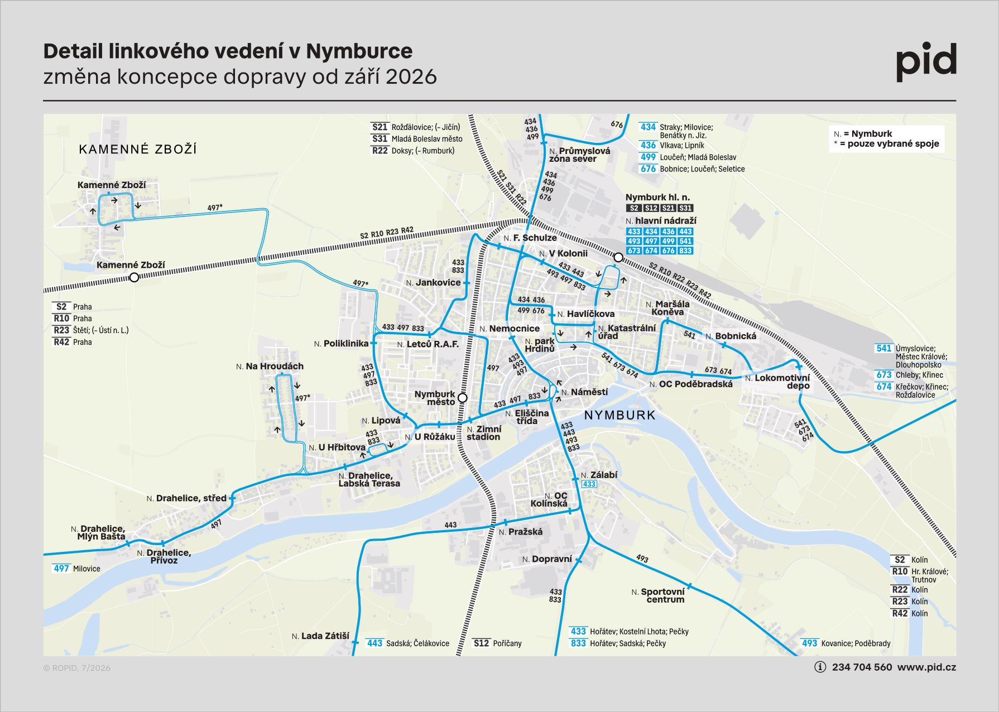 Detail linkového vedení v Nymburce
změna koncepce dopravy od září 2026
pid
S21 Rožďálovice; (- Jičín)
S31 Mladá Boleslav město
R22 Doksy; (- Rumburk)
434
436
499
676
434 Straky; Milovice;
Benátky n. Jiz.
436 Vlkava; Lipník
499 Loučeň; Mladá Boleslav
676 Bobnice; Loučeň; Seletice
N. = Nymburk
* = pouze vybrané spoje
KAMENNÉ ZBOŽÍ
N. Průmyslová
zóna sever
Kamenné Zboží
497*
S21 S31 R22
434
436
499
676
Nymburk hl. n.
S2 S12 S21 S31
N. hlavní nádraží
433 434 436 443
493 497 499 541
673 674 676 833
S2 R10 R23 R42
N. F. Schulze
N. V Kolonii
Kamenné Zboží
433
833
433 443
493 497 833
S2 R10 R22 R23 R42
497*
N. Jankovice
434 436
499 676
N. Havlíčkova
N. Maršála
Koněva
S2 Praha
R10 Praha
R23 Štětí; (- Ústí n. L.)
R42 Praha
433 497 833
N. Nemocnice
N. Katastrální
úřad
541
N. Bobnická
N. Poliklinika
N. Letců R.A.F.
N. park
Hrdinů
541 673 674
541 Úmyslovice;
Městec Králové;
Dlouhopolsko
673 Chleby; Křinec
674 Křečkov; Křinec;
Rožďalovice
N. Na Hroudách
433
497
833
497
433
493
497
673 674
N. OC Poděbradská
N. Lokomotivní
depo
497*
Nymburk
město
433 497 833
N. Náměstí
N. Eliščina
třída
NYMBURK
N. Lipová
N. U Růžáku
N. Zimní
stadion
433
443
493
833
541
673
674
433
833
N. U Hřbitova
N. Drahelice,
Labská Terasa
N. Zálabí
433
N. Drahelice, střed
N. OC
Kolínská
497
443
N. Pražská
N. Drahelice,
Mlýn Bašta
N. Drahelice,
Přívoz
497 Milovice
N. Dopravní
493
433
833
N. Sportovní
centrum
S2 Kolín
R10 Hr. Králové;
Trutnov
R22 Kolín
R23 Kolín
R42 Kolín
N. Lada Zátiší
443 Sadská; Čelákovice
S12 Poříčany
433 Hořátev; Kostelní Lhota; Pečky
833 Hořátev; Sadská; Pečky
493 Kovanice; Poděbrady
© ROPID, 7/2026
234 704 560 www.pid.cz